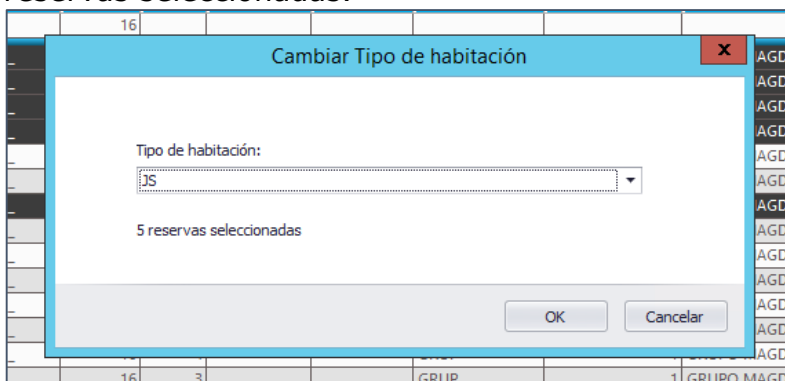 reservas seleccionadas.
16
Cambiar Tipo de habitación
x
AGD
AGD
AGD
AGD
Tipo de habitación:
AGD
JS
AGD
AGD
5 reservas seleccionadas
AGD
AGD
AGD
AGD
OK Cancelar
AGD
MAGD
16 3 GRUP 1 GRUPO MAGD